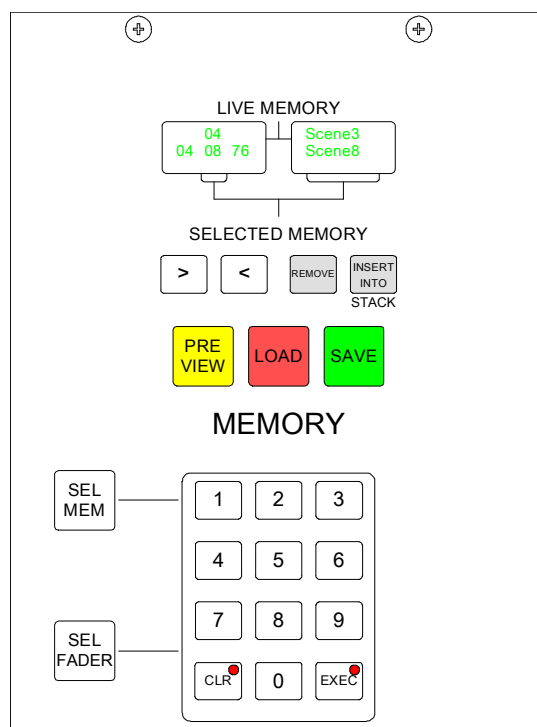 LIVE MEMORY
04
04 08 76
Scene3
Scene8
SELECTED MEMORY
>
<
REMOVE
INSERT
INTO
STACK
PRE
VIEW
LOAD
SAVE
MEMORY
SEL
MEM
1
2
3
4
5
6
7
8
9
SEL
FADER
CLR
0
EXEC